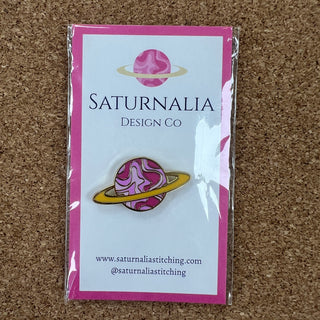 SATURNALIA
DESIGN CO
www.saturnaliastitching.com
@saturnaliastitching